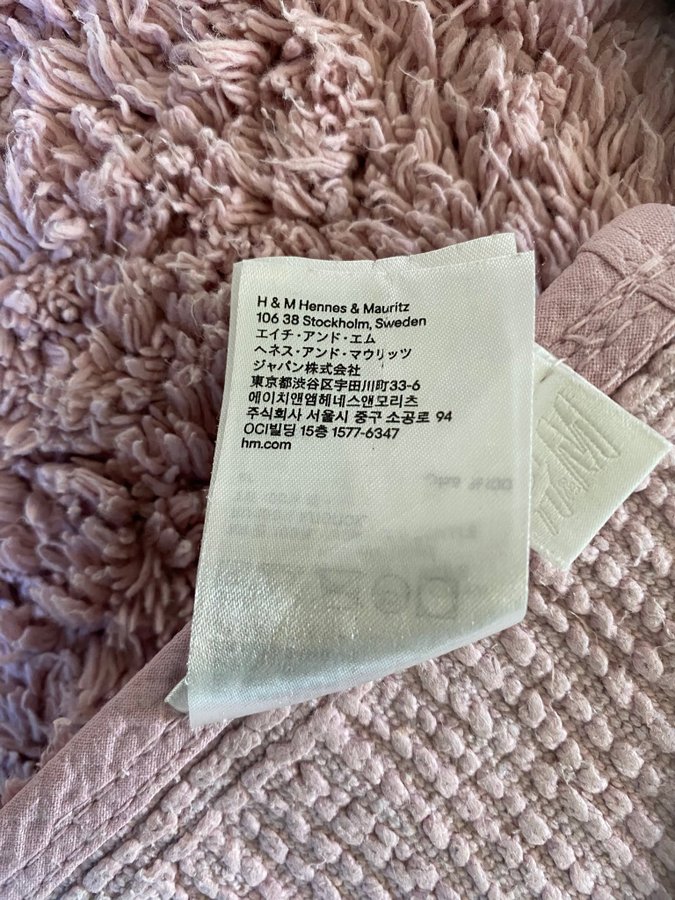 H & M Hennes & Mauritz
106 38 Stockholm, Sweden
エイチ・アンド・エム
ヘネス・アンド・マウリッツ
ジャパン株式会社
東京都渋谷区宇田川町33-6
에이치앤엠헤네스앤모리츠
주식회사 서울시 중구 소공로 94
OCI빌딩 15층 1577-6347
hm.com